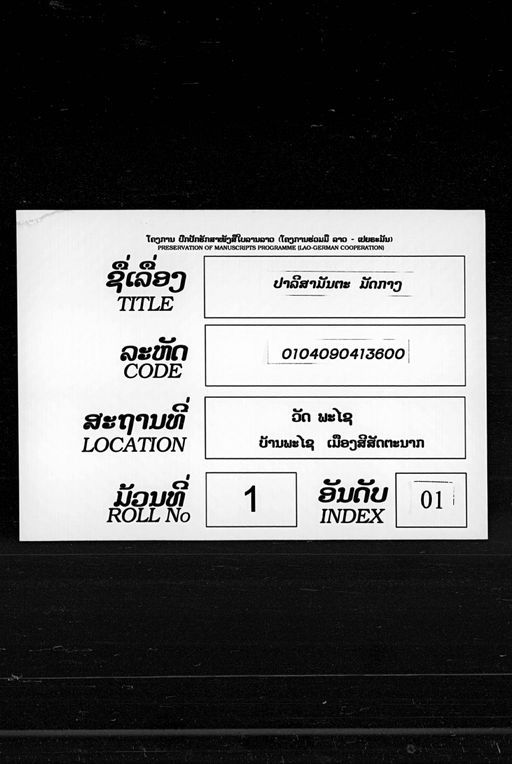 ໂຄງການ ປົກປັກຮັກສາໜັງສືໃບລານລາວ (ໂຄງການຮ່ວມມື ລາວ - ເຢຍຣະມັນ)
PRESERVATION OF MANUSCRIPTS PROGRAMME (LAO-GERMAN COOPERATION)
ຊື່ເລື່ອງ
TITLE
ປາລິສາມັນຕະ ມັດກາງ
ລະຫັດ
CODE
0104090413600
ສະຖານທີ່
LOCATION
ວັດ ພະໄຊ
ບ້ານພະໄຊ ເມືອງສີສັດຕະນາກ
ມ້ວນທີ່
ROLL No
1
ອັນດັບ
INDEX
01